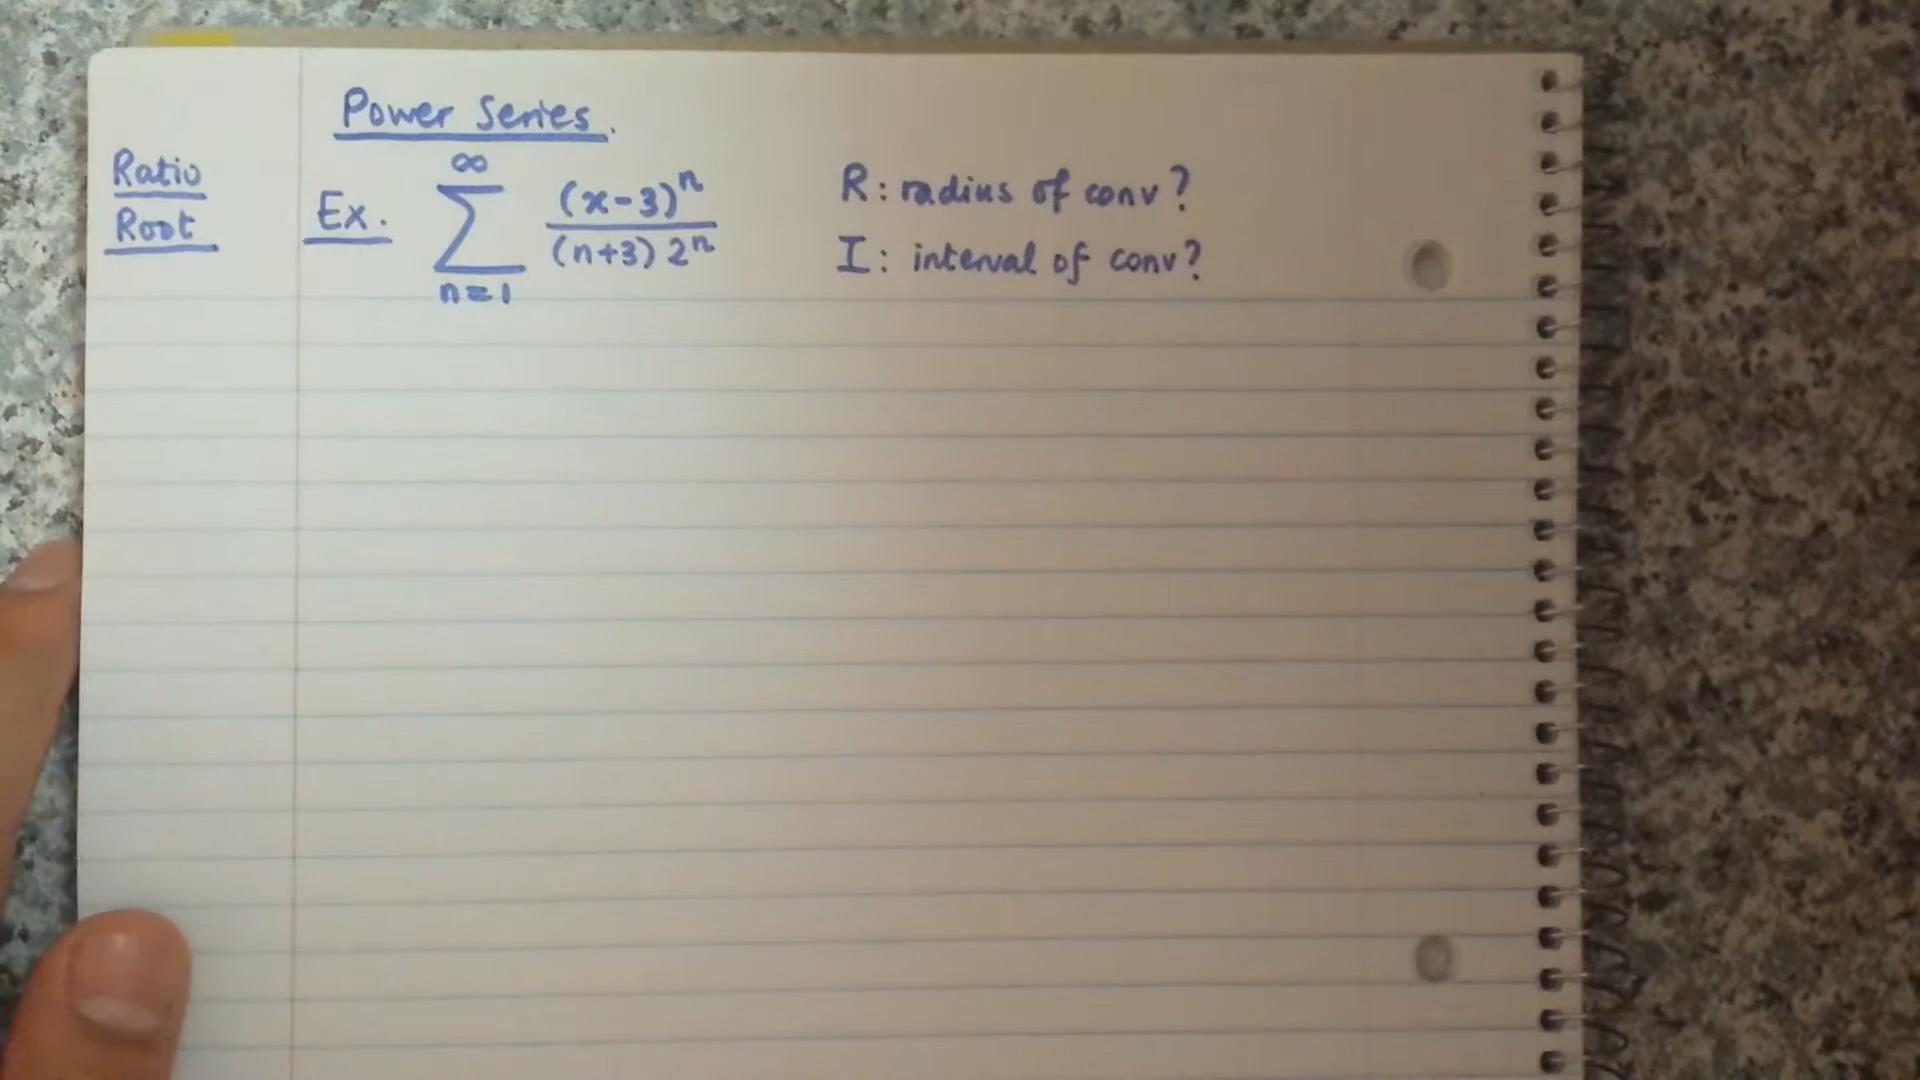 Power Series.
Ratio
Root
Ex. ∞ ∑ n=1 (x-3)^n / (n+3) 2^n
R: radius of conv?
I: interval of conv?